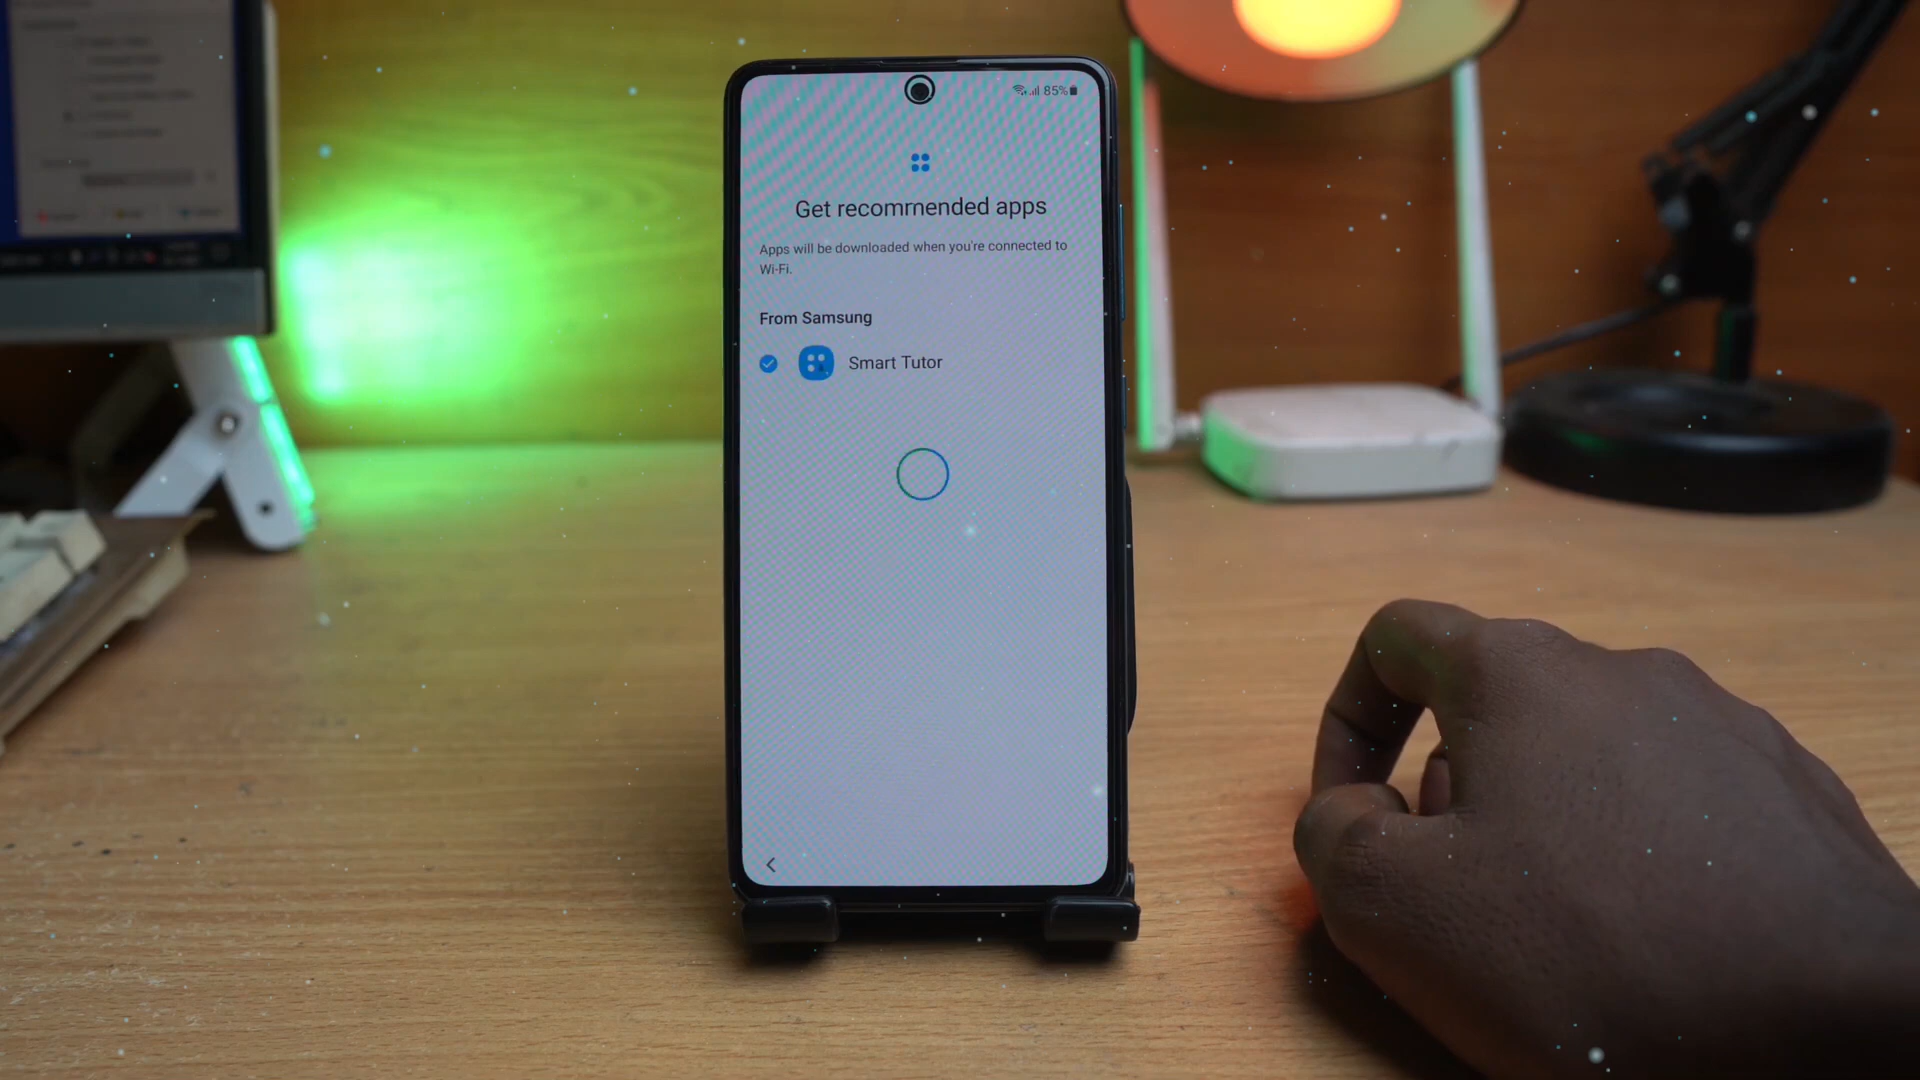 85%
Get recommended apps
Apps will be downloaded when you're connected to
Wi-Fi.
From Samsung
Smart Tutor